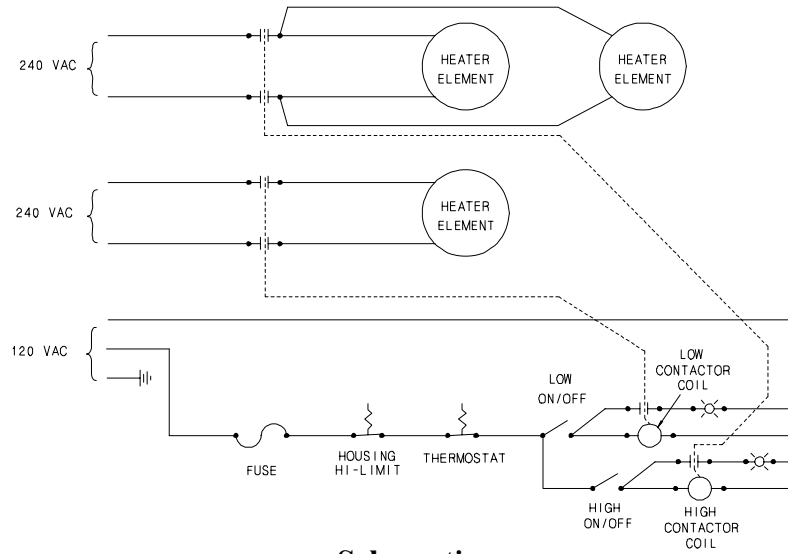 240 VAC
HEATER
ELEMENT
HEATER
ELEMENT
240 VAC
HEATER
ELEMENT
120 VAC
LOW
CONTACTOR
COIL
LOW
ON/OFF
FUSE
HOUSING
HI-LIMIT
THERMOSTAT
HIGH
ON/OFF
HIGH
CONTACTOR
COIL